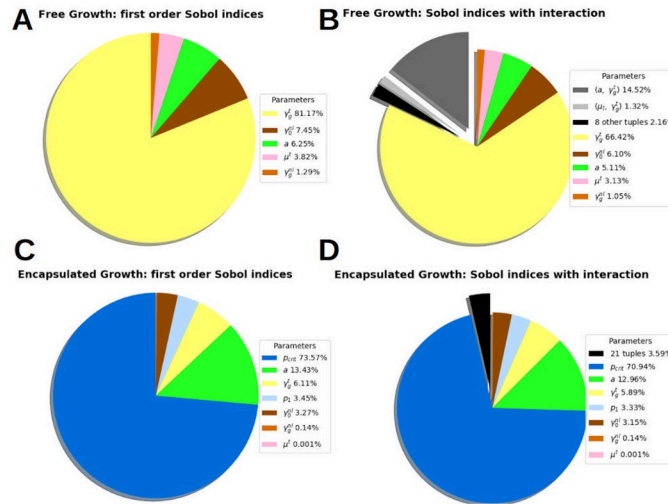 A Free Growth: first order Sobol indices
Parameters
γ_g^t 81.17%
γ_0^nl 7.45%
a 6.25%
μ^t 3.82%
γ_g^nl 1.29%
B Free Growth: Sobol indices with interaction
Parameters
(a, γ_g^t) 14.52%
(μ_t, γ_g^t) 1.32%
8 other tuples 2.16%
γ_g^t 66.42%
γ_0^nl 6.10%
a 5.11%
μ^t 3.13%
γ_g^nl 1.05%
C
Encapsulated Growth: first order Sobol indices
Parameters
p_crit 73.57%
a 13.43%
γ_g^t 6.11%
p_1 3.45%
γ_0^nl 3.27%
γ_g^nl 0.14%
μ^t 0.001%
D
Encapsulated Growth: Sobol indices with interaction
Parameters
21 tuples 3.59%
p_crit 70.94%
a 12.96%
γ_g^t 5.89%
p_1 3.33%
γ_0^nl 3.15%
γ_g^nl 0.14%
μ^t 0.001%